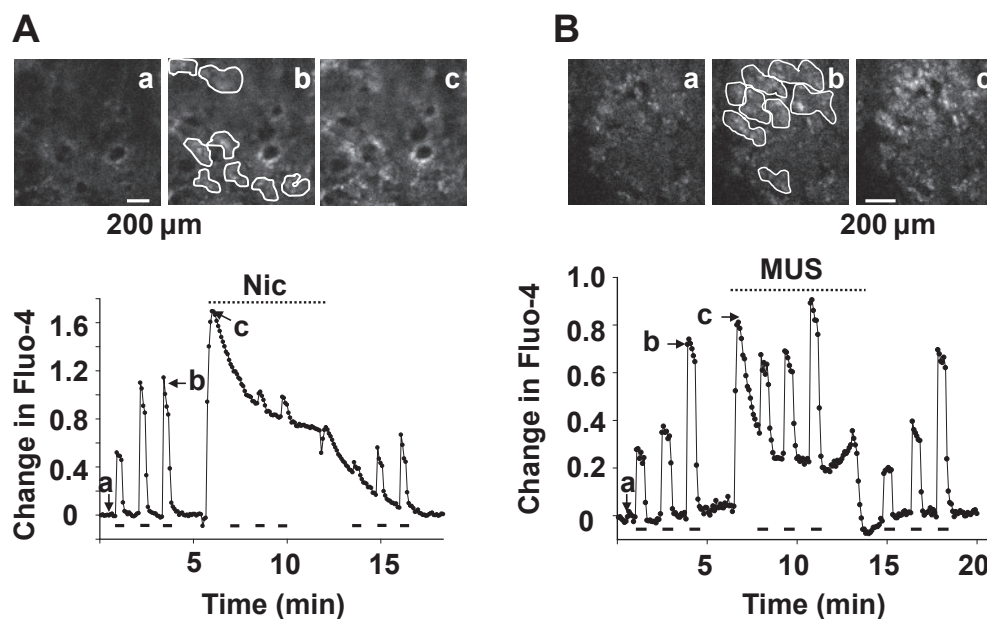 A
a b c
200 µm
Nic
Change in Fluo-4
1.6
1.2
0.8
0.4
0
a
b
c
5 10 15
Time (min)
B
a b c
200 µm
MUS
Change in Fluo-4
1.0
0.8
0.6
0.4
0.2
0
a
b
c
5 10 15 20
Time (min)